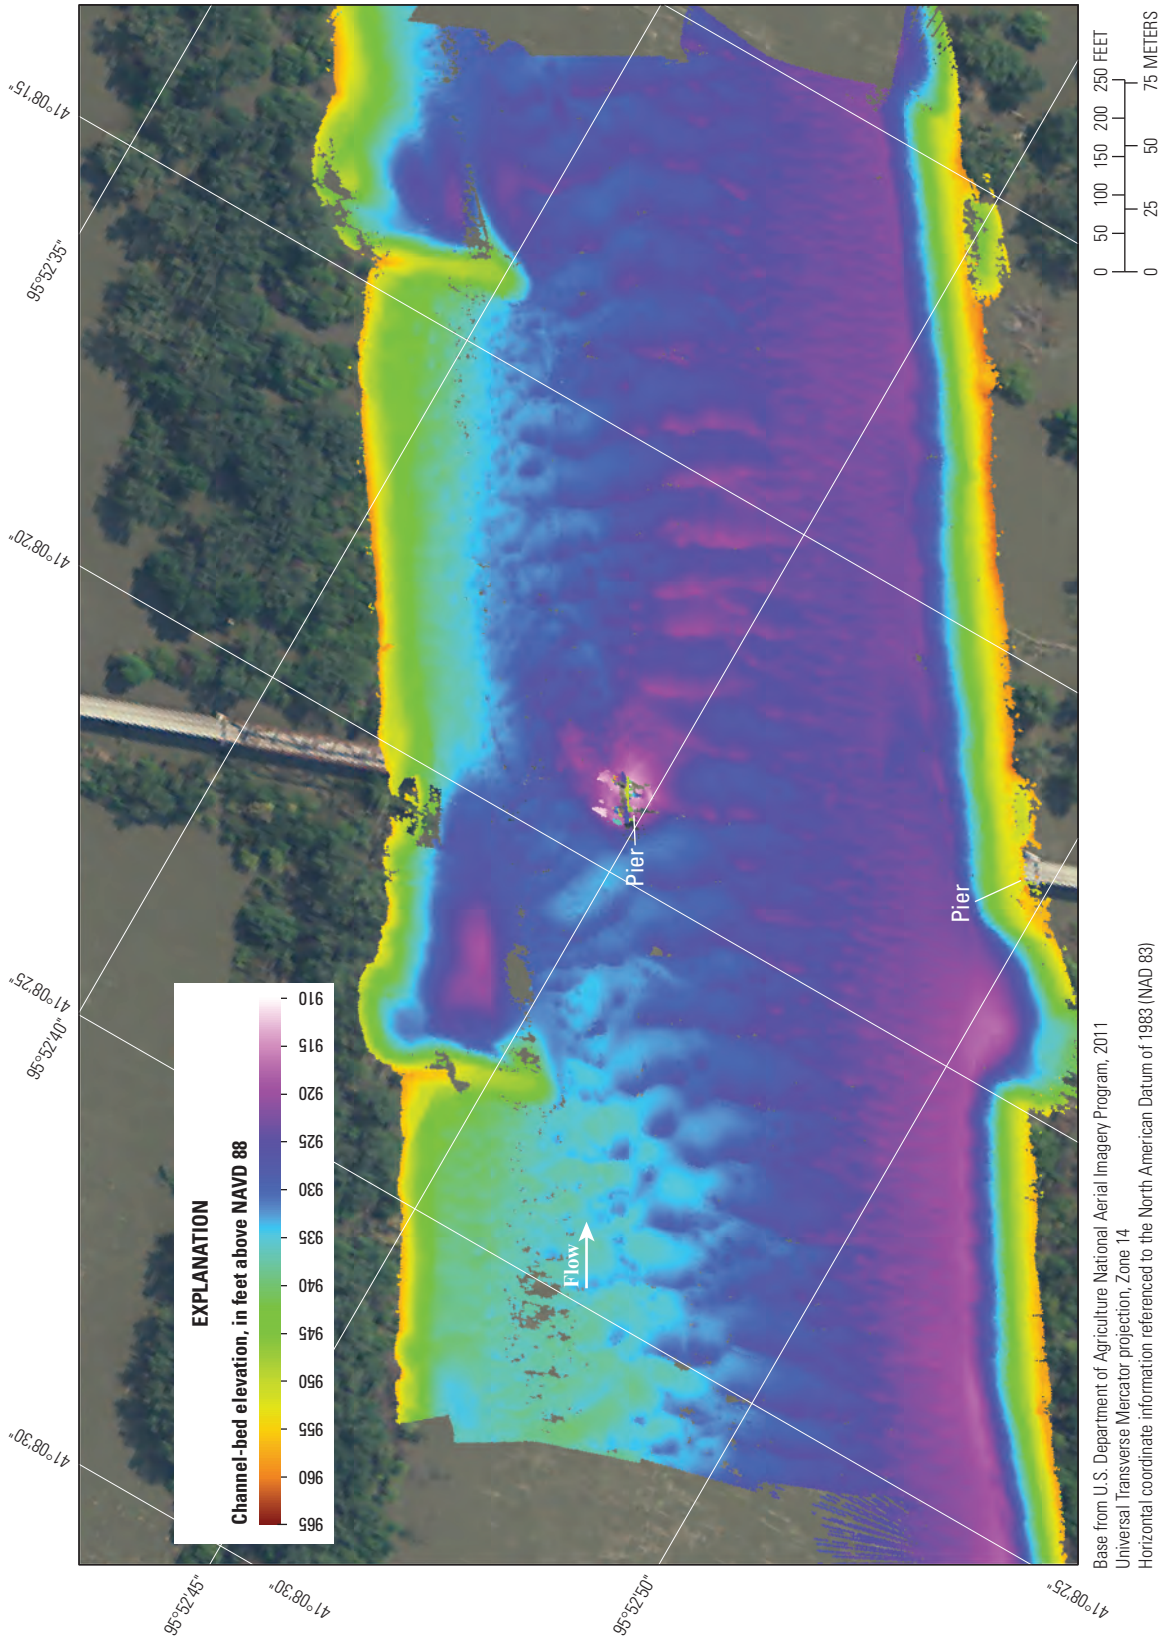 41°08'15"
95°52'35"
41°08'20"
41°08'25"
95°52'40"
41°08'30"
EXPLANATION
Channel-bed elevation, in feet above NAVD 88
965
960
955
950
945
940
935
930
925
920
915
910
Flow
Pier
Pier
95°52'45"
41°08'30"
95°52'50"
41°08'25"
0 50 100 150 200 250 FEET
0 25 50 75 METERS
Base from U.S. Department of Agriculture National Aerial Imagery Program, 2011
Universal Transverse Mercator projection, Zone 14
Horizontal coordinate information referenced to the North American Datum of 1983 (NAD 83)